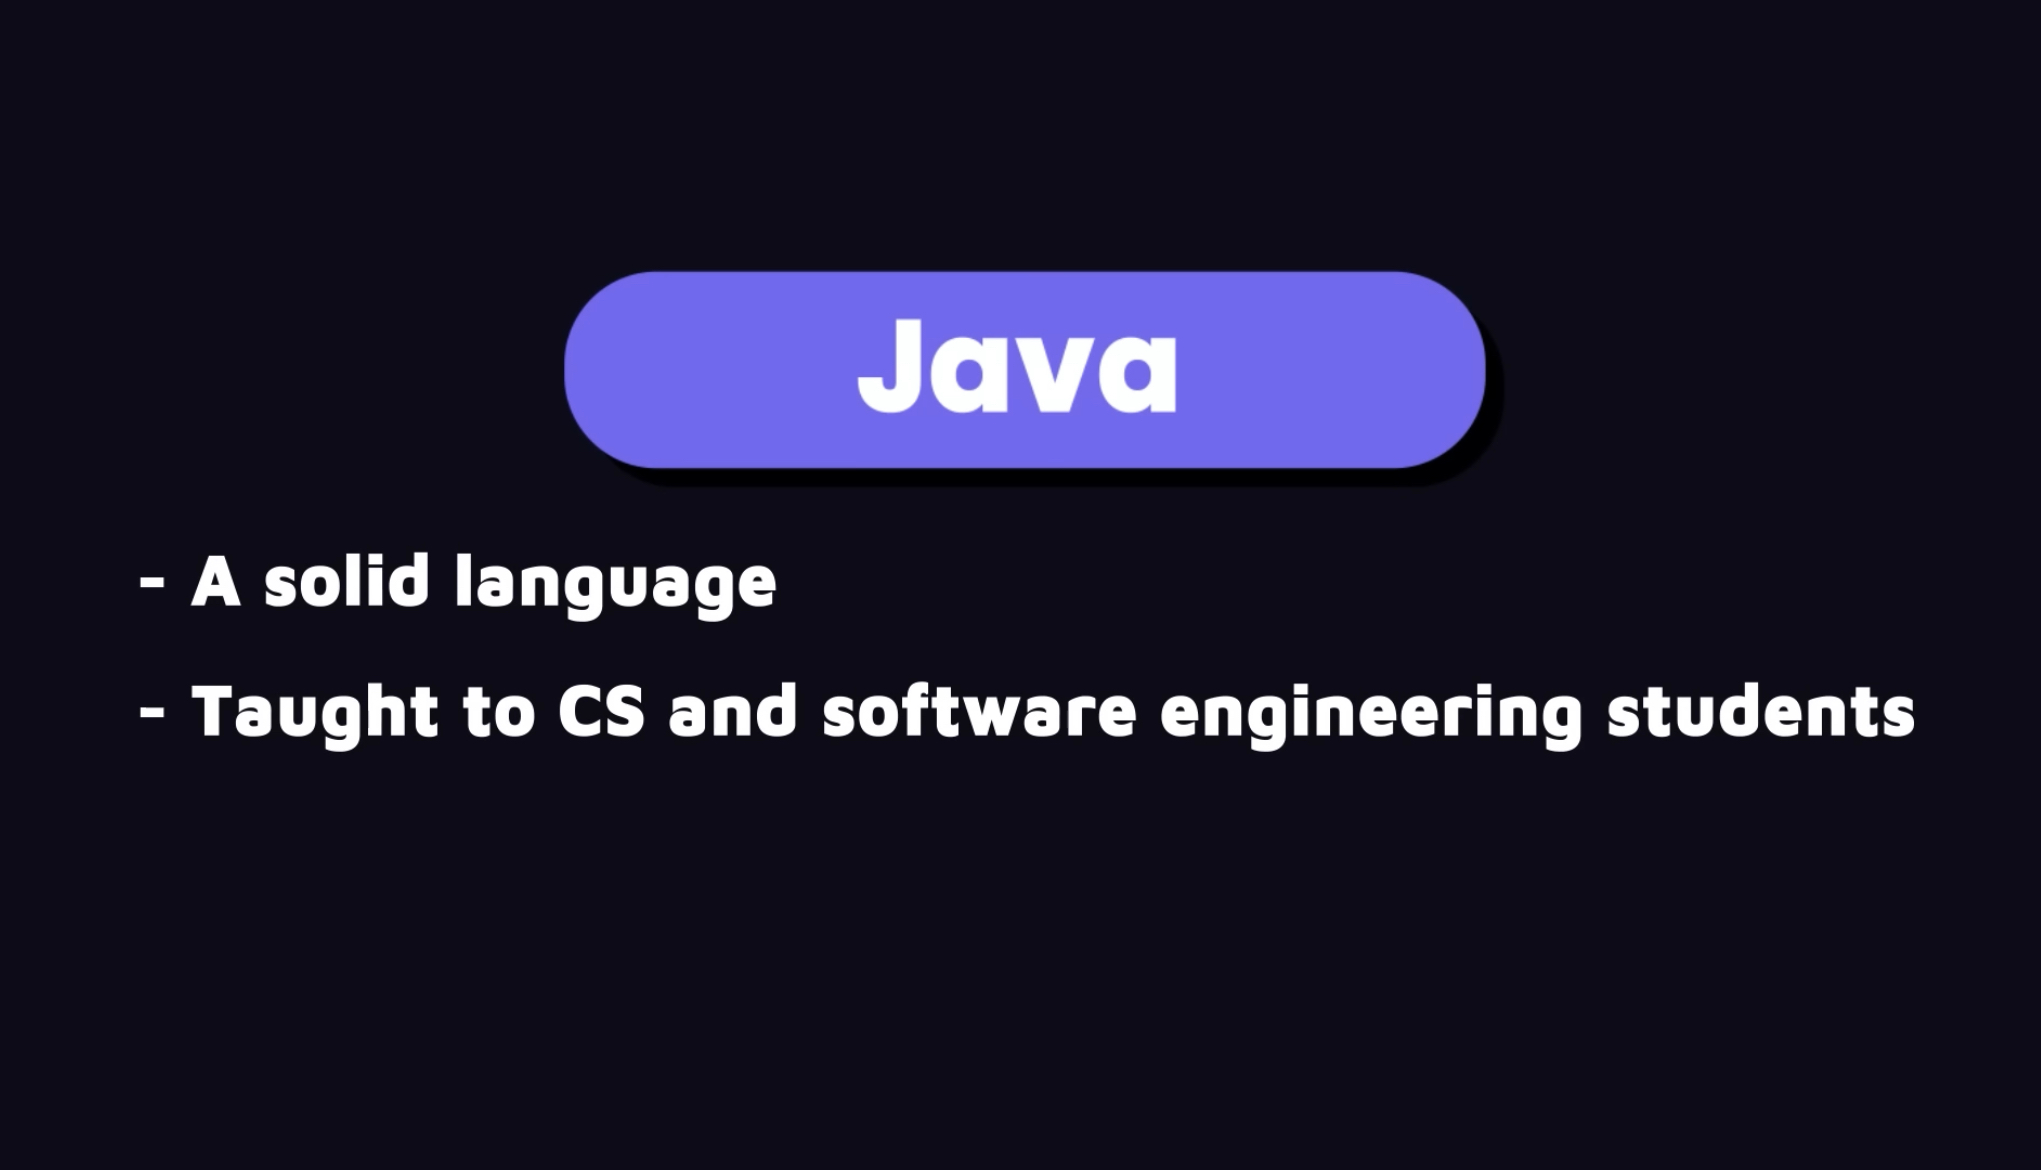 Java
- A solid language
- Taught to CS and software engineering students